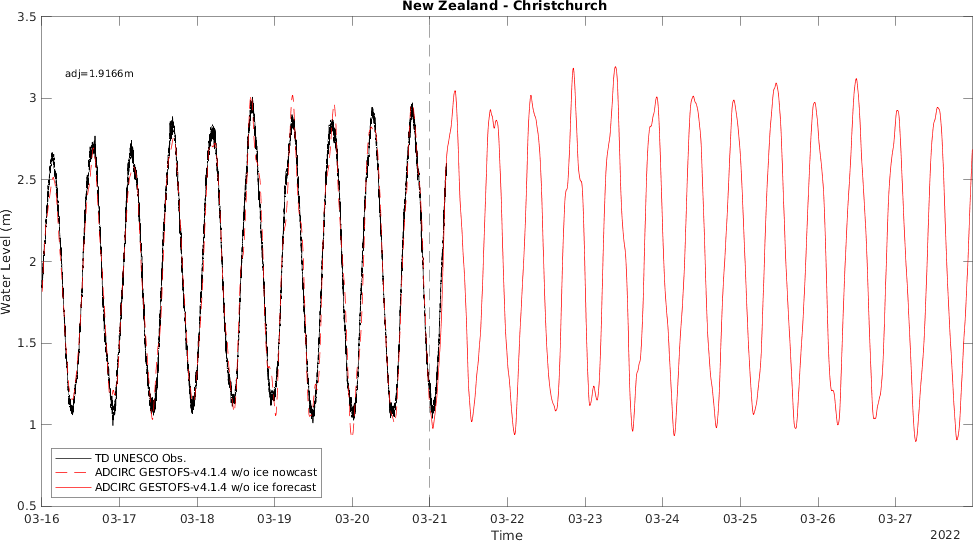 New Zealand - Christchurch
3.5
adj=1.9166m
3
2.5
2
1.5
1
0.5
Water Level (m)
TD UNESCO Obs.
ADCIRC GESTOFS-v4.1.4 w/o ice nowcast
ADCIRC GESTOFS-v4.1.4 w/o ice forecast
03-16 03-17 03-18 03-19 03-20 03-21 03-22 03-23 03-24 03-25 03-26 03-27
Time
2022